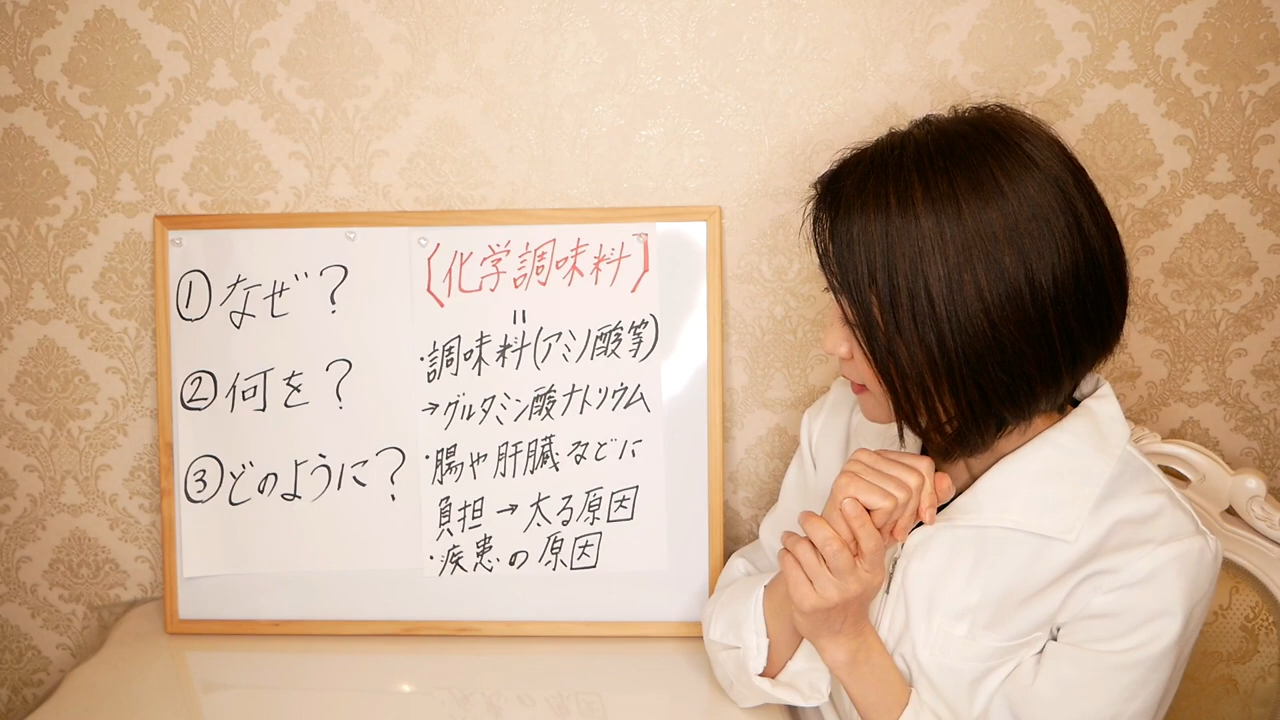 ①なぜ？
②何を？
③どのように？
【化学調味料】
＝
・調味料(アミノ酸等)
→グルタミン酸ナトリウム
・腸や肝臓などに
負担→太る原因
・疾患の原因